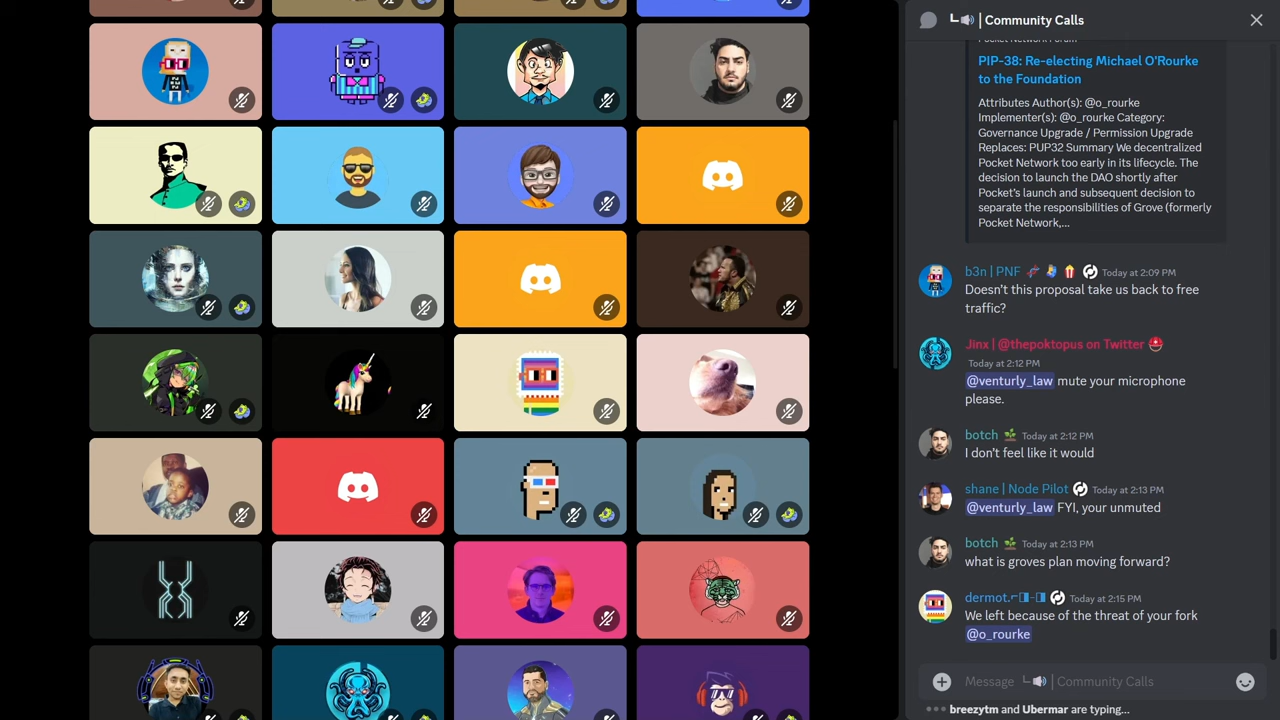 ┗🔊 | Community Calls
Pocket Network Forum
PIP-38: Re-electing Michael O'Rourke
to the Foundation
Attributes Author(s): @o_rourke
Implementer(s): @o_rourke Category:
Governance Upgrade / Permission Upgrade
Replaces: PUP32 Summary We decentralized
Pocket Network too early in its lifecycle. The
decision to launch the DAO shortly after
Pocket's launch and subsequent decision to
separate the responsibilities of Grove (formerly
Pocket Network,...
b3n | PNF Today at 2:09 PM
Doesn't this proposal take us back to free
traffic?
Jinx | @thepoktopus on Twitter
Today at 2:12 PM
@venturly_law mute your microphone
please.
botch 🌱 Today at 2:12 PM
I don't feel like it would
shane | Node Pilot Today at 2:13 PM
@venturly_law FYI, your unmuted
botch 🌱 Today at 2:13 PM
what is groves plan moving forward?
dermot.⌐◨-◨ Today at 2:15 PM
We left because of the threat of your fork
@o_rourke
Message ┗🔊 | Community Calls
breezytm and Ubermar are typing...